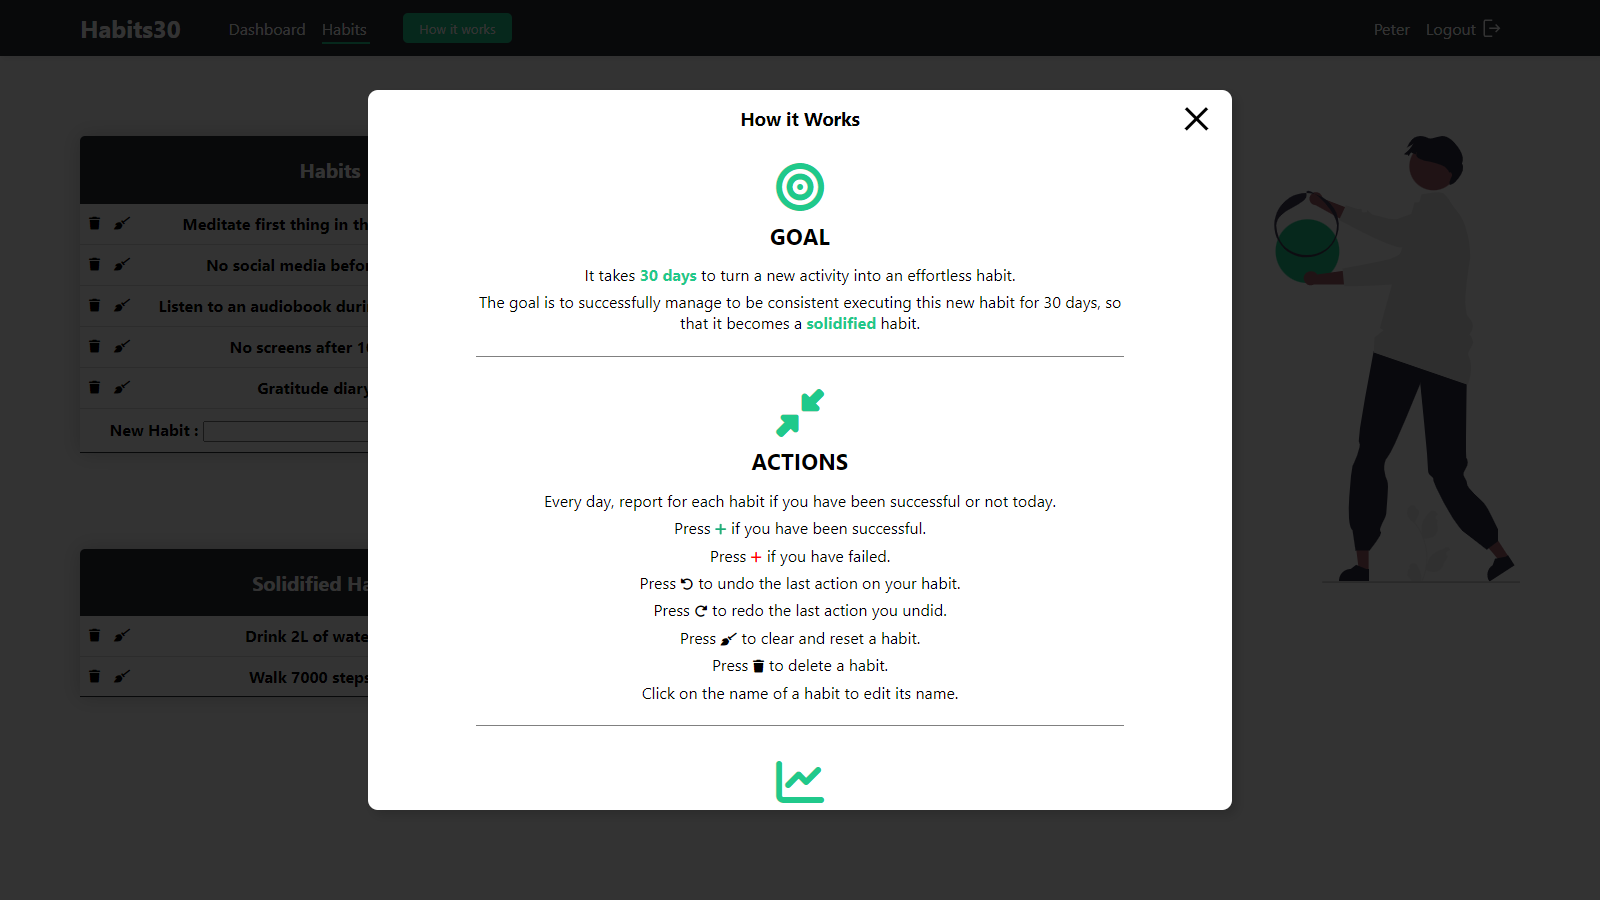 Habits30 Dashboard Habits How it works Peter Logout
How it Works
Habits
GOAL
It takes 30 days to turn a new activity into an effortless habit.
The goal is to successfully manage to be consistent executing this new habit for 30 days, so
that it becomes a solidified habit.
Meditate first thing in th
No social media befor
Listen to an audiobook duri
No screens after 1
Gratitude diary
New Habit :
ACTIONS
Every day, report for each habit if you have been successful or not today.
Press + if you have been successful.
Press + if you have failed.
Press to undo the last action on your habit.
Press to redo the last action you undid.
Press to clear and reset a habit.
Press to delete a habit.
Click on the name of a habit to edit its name.
Solidified Ha
Drink 2L of wate
Walk 7000 steps